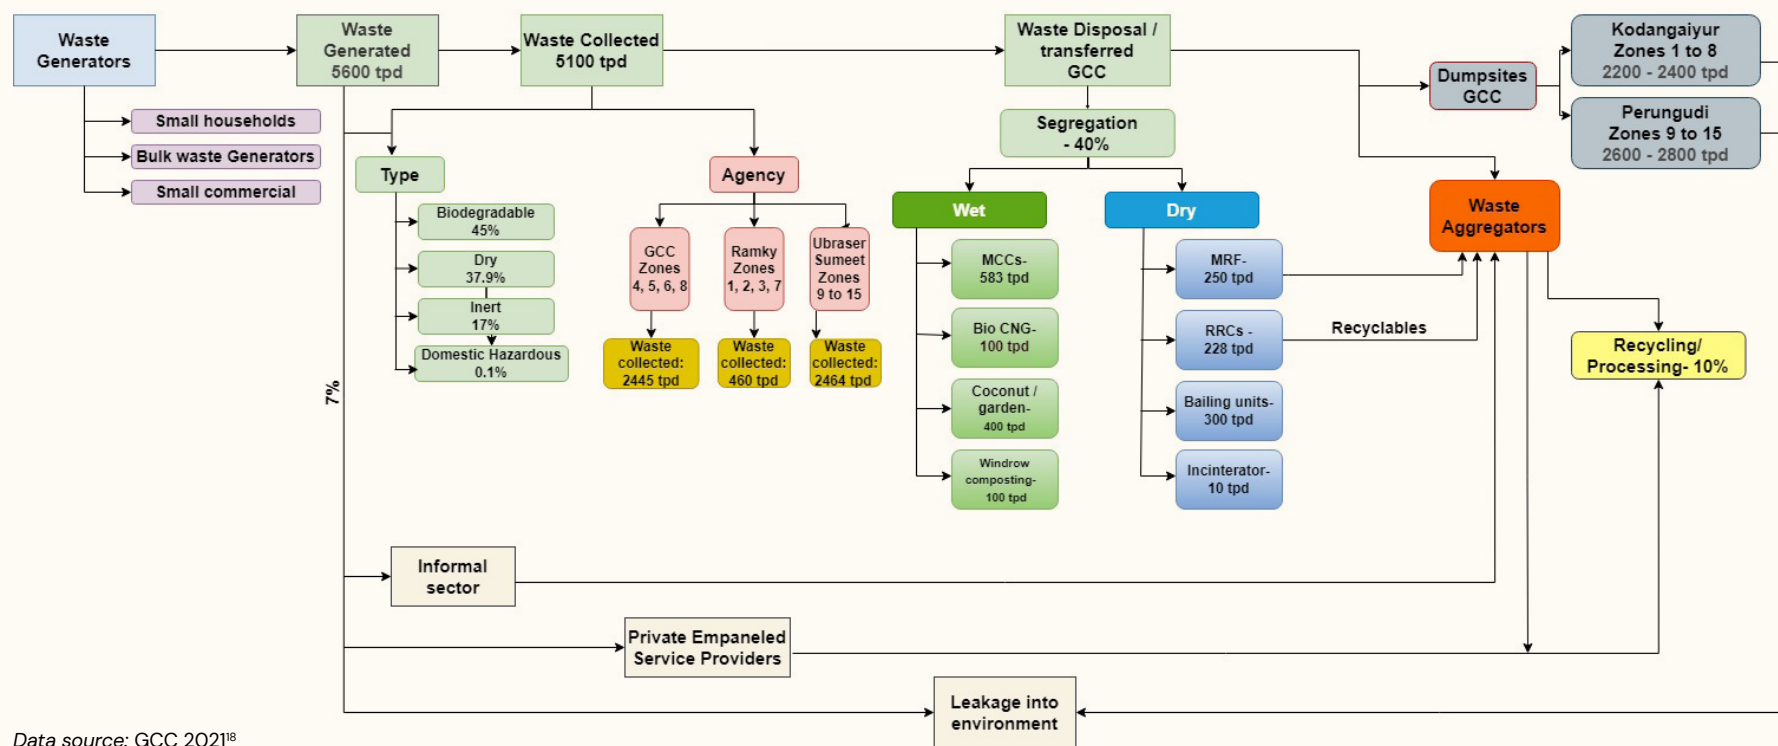 Waste
Generators
Waste
Generated
5600 tpd
Waste Collected
5100 tpd
Waste Disposal /
transferred
GCC
Kodangaiyur
Zones 1 to 8
2200 - 2400 tpd
Dumpsites
GCC
Perungudi
Zones 9 to 15
2600 - 2800 tpd
Small households
Bulk waste Generators
Small commercial
Segregation
- 40%
Type
Agency
Biodegradable
45%
Dry
37.9%
Inert
17%
Domestic Hazardous
0.1%
GCC
Zones
4, 5, 6, 8
Ramky
Zones
1, 2, 3, 7
Ubraser
Sumeet
Zones
9 to 15
Waste
collected:
2445 tpd
Waste
collected:
460 tpd
Waste
collected:
2464 tpd
Wet
Dry
MCCs-
583 tpd
Bio CNG-
100 tpd
Coconut /
garden-
400 tpd
Windrow
composting-
100 tpd
MRF-
250 tpd
RRCs -
228 tpd
Bailing units-
300 tpd
Incinterator-
10 tpd
Recyclables
Waste
Aggregators
Recycling/
Processing- 10%
7%
Informal
sector
Private Empaneled
Service Providers
Leakage into
environment
Data source: GCC 2021¹⁸